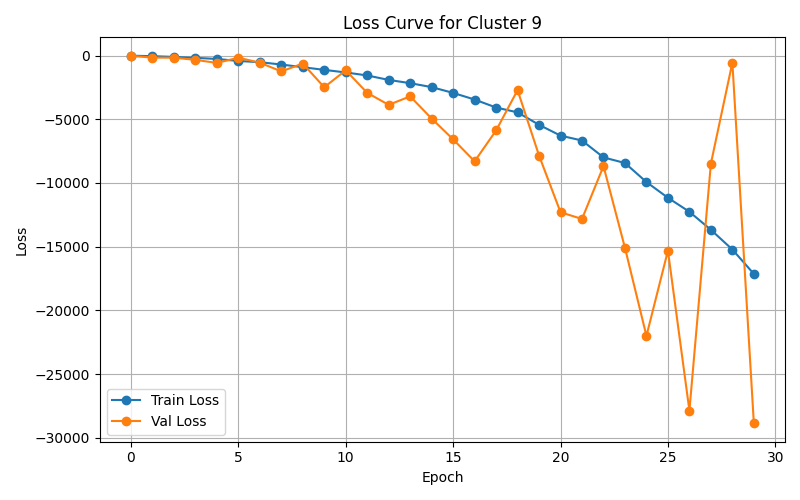 Loss Curve for Cluster 9
0
−5000
−10000
−15000
−20000
−25000
−30000
Loss
Train Loss
Val Loss
0 5 10 15 20 25 30
Epoch